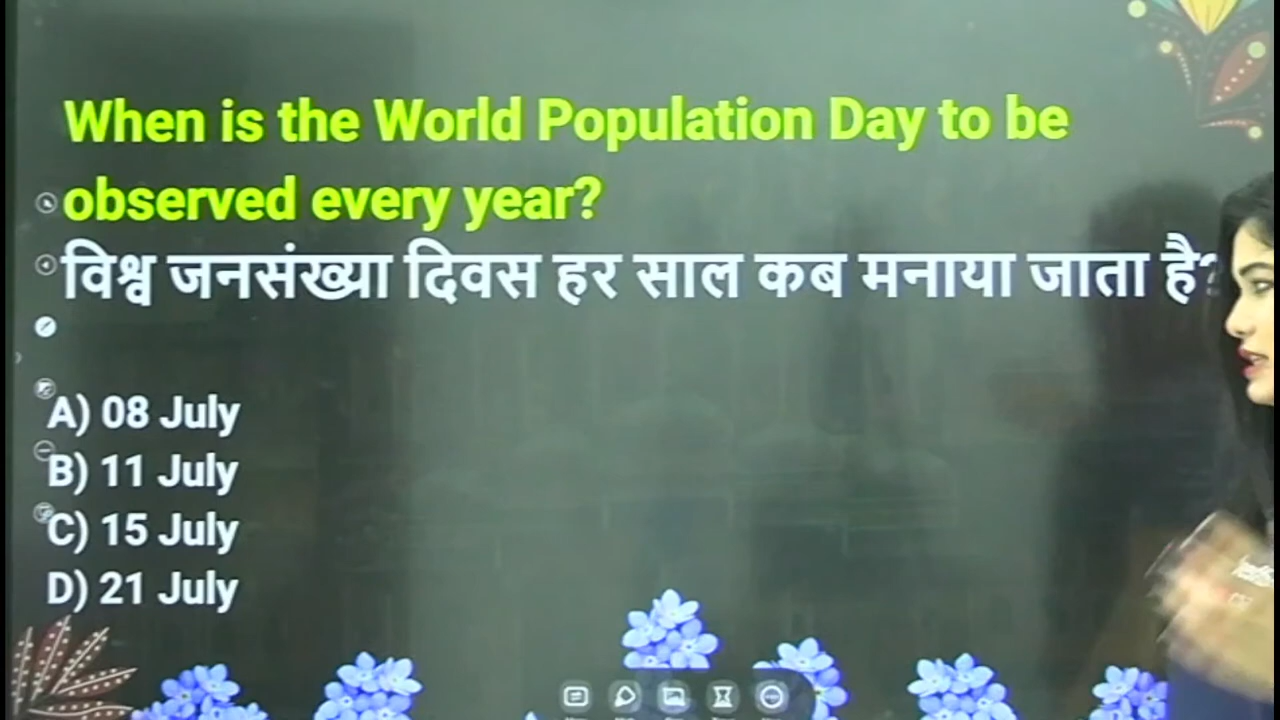 When is the World Population Day to be
observed every year?
विश्व जनसंख्या दिवस हर साल कब मनाया जाता है?
A) 08 July
B) 11 July
C) 15 July
D) 21 July